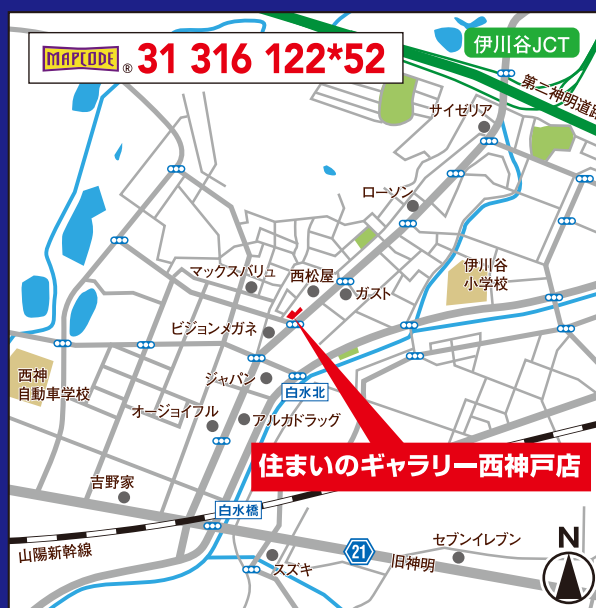 伊川谷JCT
MAPCODE ® 31 316 122*52
第二神明道路
サイゼリア
ローソン
伊川谷
小学校
マックスバリュ
西松屋
ガスト
ビジョンメガネ
西神
自動車学校
ジャパン
白水北
オージョイフル
アルカドラッグ
住まいのギャラリー西神戸店
吉野家
白水橋
山陽新幹線
21
旧神明
セブンイレブン
スズキ
N